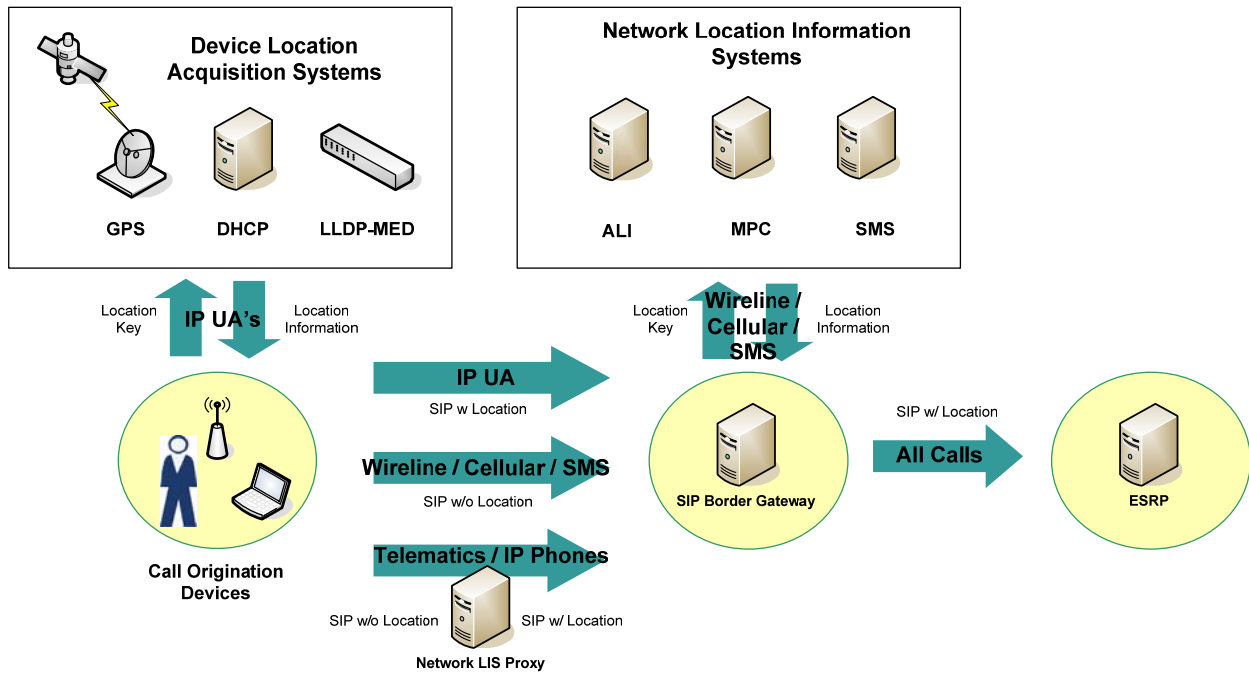 Device Location
Acquisition Systems
GPS
DHCP
LLDP-MED
Network Location Information
Systems
ALI
MPC
SMS
Location
Key
IP UA's
Location
Information
Location
Key
Wireline /
Cellular /
SMS
Location
Information
IP UA
SIP w Location
Wireline / Cellular / SMS
SIP w/o Location
Telematics / IP Phones
SIP w/o Location
SIP w/ Location
Network LIS Proxy
Call Origination
Devices
SIP Border Gateway
SIP w/ Location
All Calls
ESRP